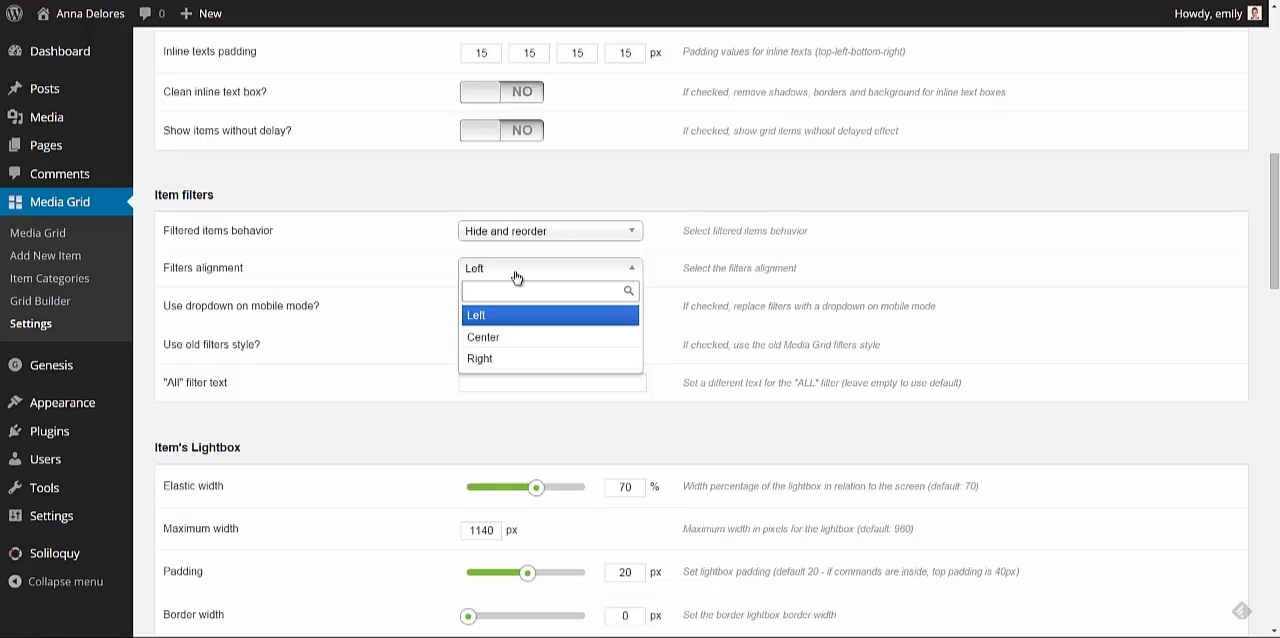 Anna Delores 0 New Howdy, emily
Dashboard
Posts
Media
Pages
Comments
Media Grid
Media Grid
Add New Item
Item Categories
Grid Builder
Settings
Genesis
Appearance
Plugins
Users
Tools
Settings
Soliloquy
Collapse menu
Inline texts padding 15 15 15 15 px Padding values for inline texts (top-left-bottom-right)
Clean inline text box? NO If checked, remove shadows, borders and background for inline text boxes
Show items without delay? NO If checked, show grid items without delayed effect
Item filters
Filtered items behavior Hide and reorder Select filtered items behavior
Filters alignment Left Select the filters alignment
Left
Center
Right
Use dropdown on mobile mode? If checked, replace filters with a dropdown on mobile mode
Use old filters style? If checked, use the old Media Grid filters style
"All" filter text Set a different text for the "ALL" filter (leave empty to use default)
Item's Lightbox
Elastic width 70 % Width percentage of the lightbox in relation to the screen (default: 70)
Maximum width 1140 px Maximum width in pixels for the lightbox (default: 960)
Padding 20 px Set lightbox padding (default 20 - if commands are inside, top padding is 40px)
Border width 0 px Set the border lightbox border width